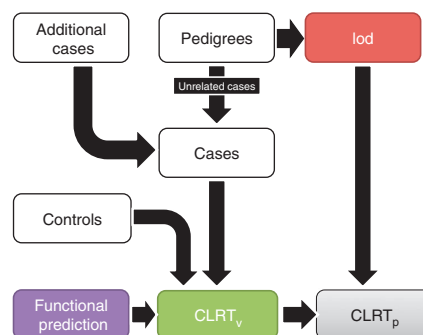 Additional
cases
Pedigrees
lod
Unrelated cases
Cases
Controls
Functional
prediction
CLRTv
CLRTp